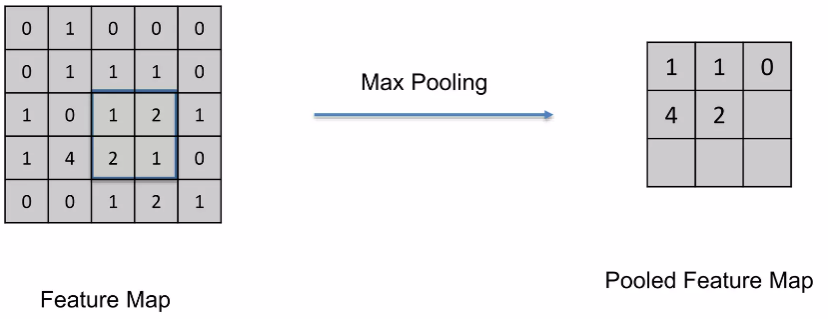 0 1 0 0 0
0 1 1 1 0
1 0 1 2 1
1 4 2 1 0
0 0 1 2 1
Feature Map
Max Pooling
1 1 0
4 2
Pooled Feature Map